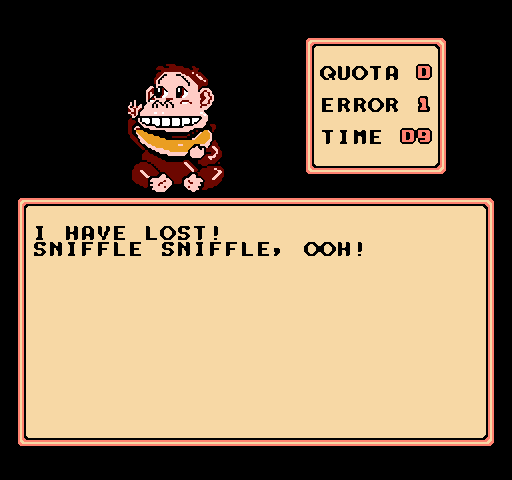 QUOTA 0
ERROR 1
TIME 09
I HAVE LOST!
SNIFFLE SNIFFLE, OOH!